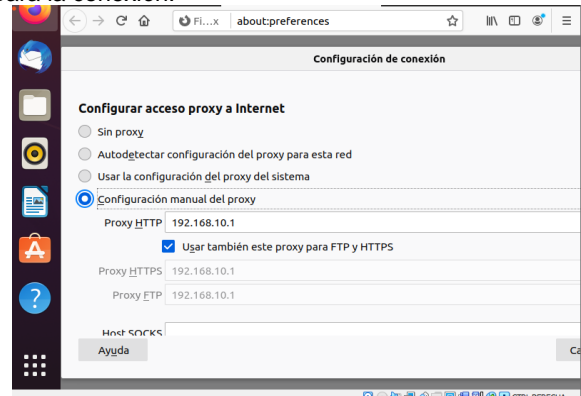 Fi...x about:preferences
Configuración de conexión
Configurar acceso proxy a Internet
Sin proxy
Autodetectar configuración del proxy para esta red
Usar la configuración del proxy del sistema
Configuración manual del proxy
Proxy HTTP 192.168.10.1
Usar también este proxy para FTP y HTTPS
Proxy HTTPS 192.168.10.1
Proxy FTP 192.168.10.1
Host SOCKS
Ayuda Ca
CTRL DERECHA